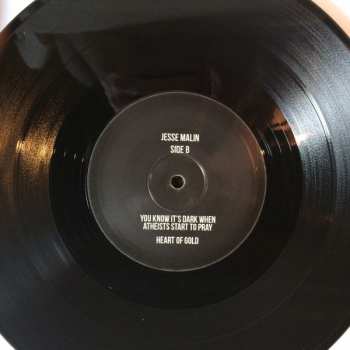 JESSE MALIN
SIDE B
YOU KNOW IT'S DARK WHEN
ATHEISTS START TO PRAY
HEART OF GOLD